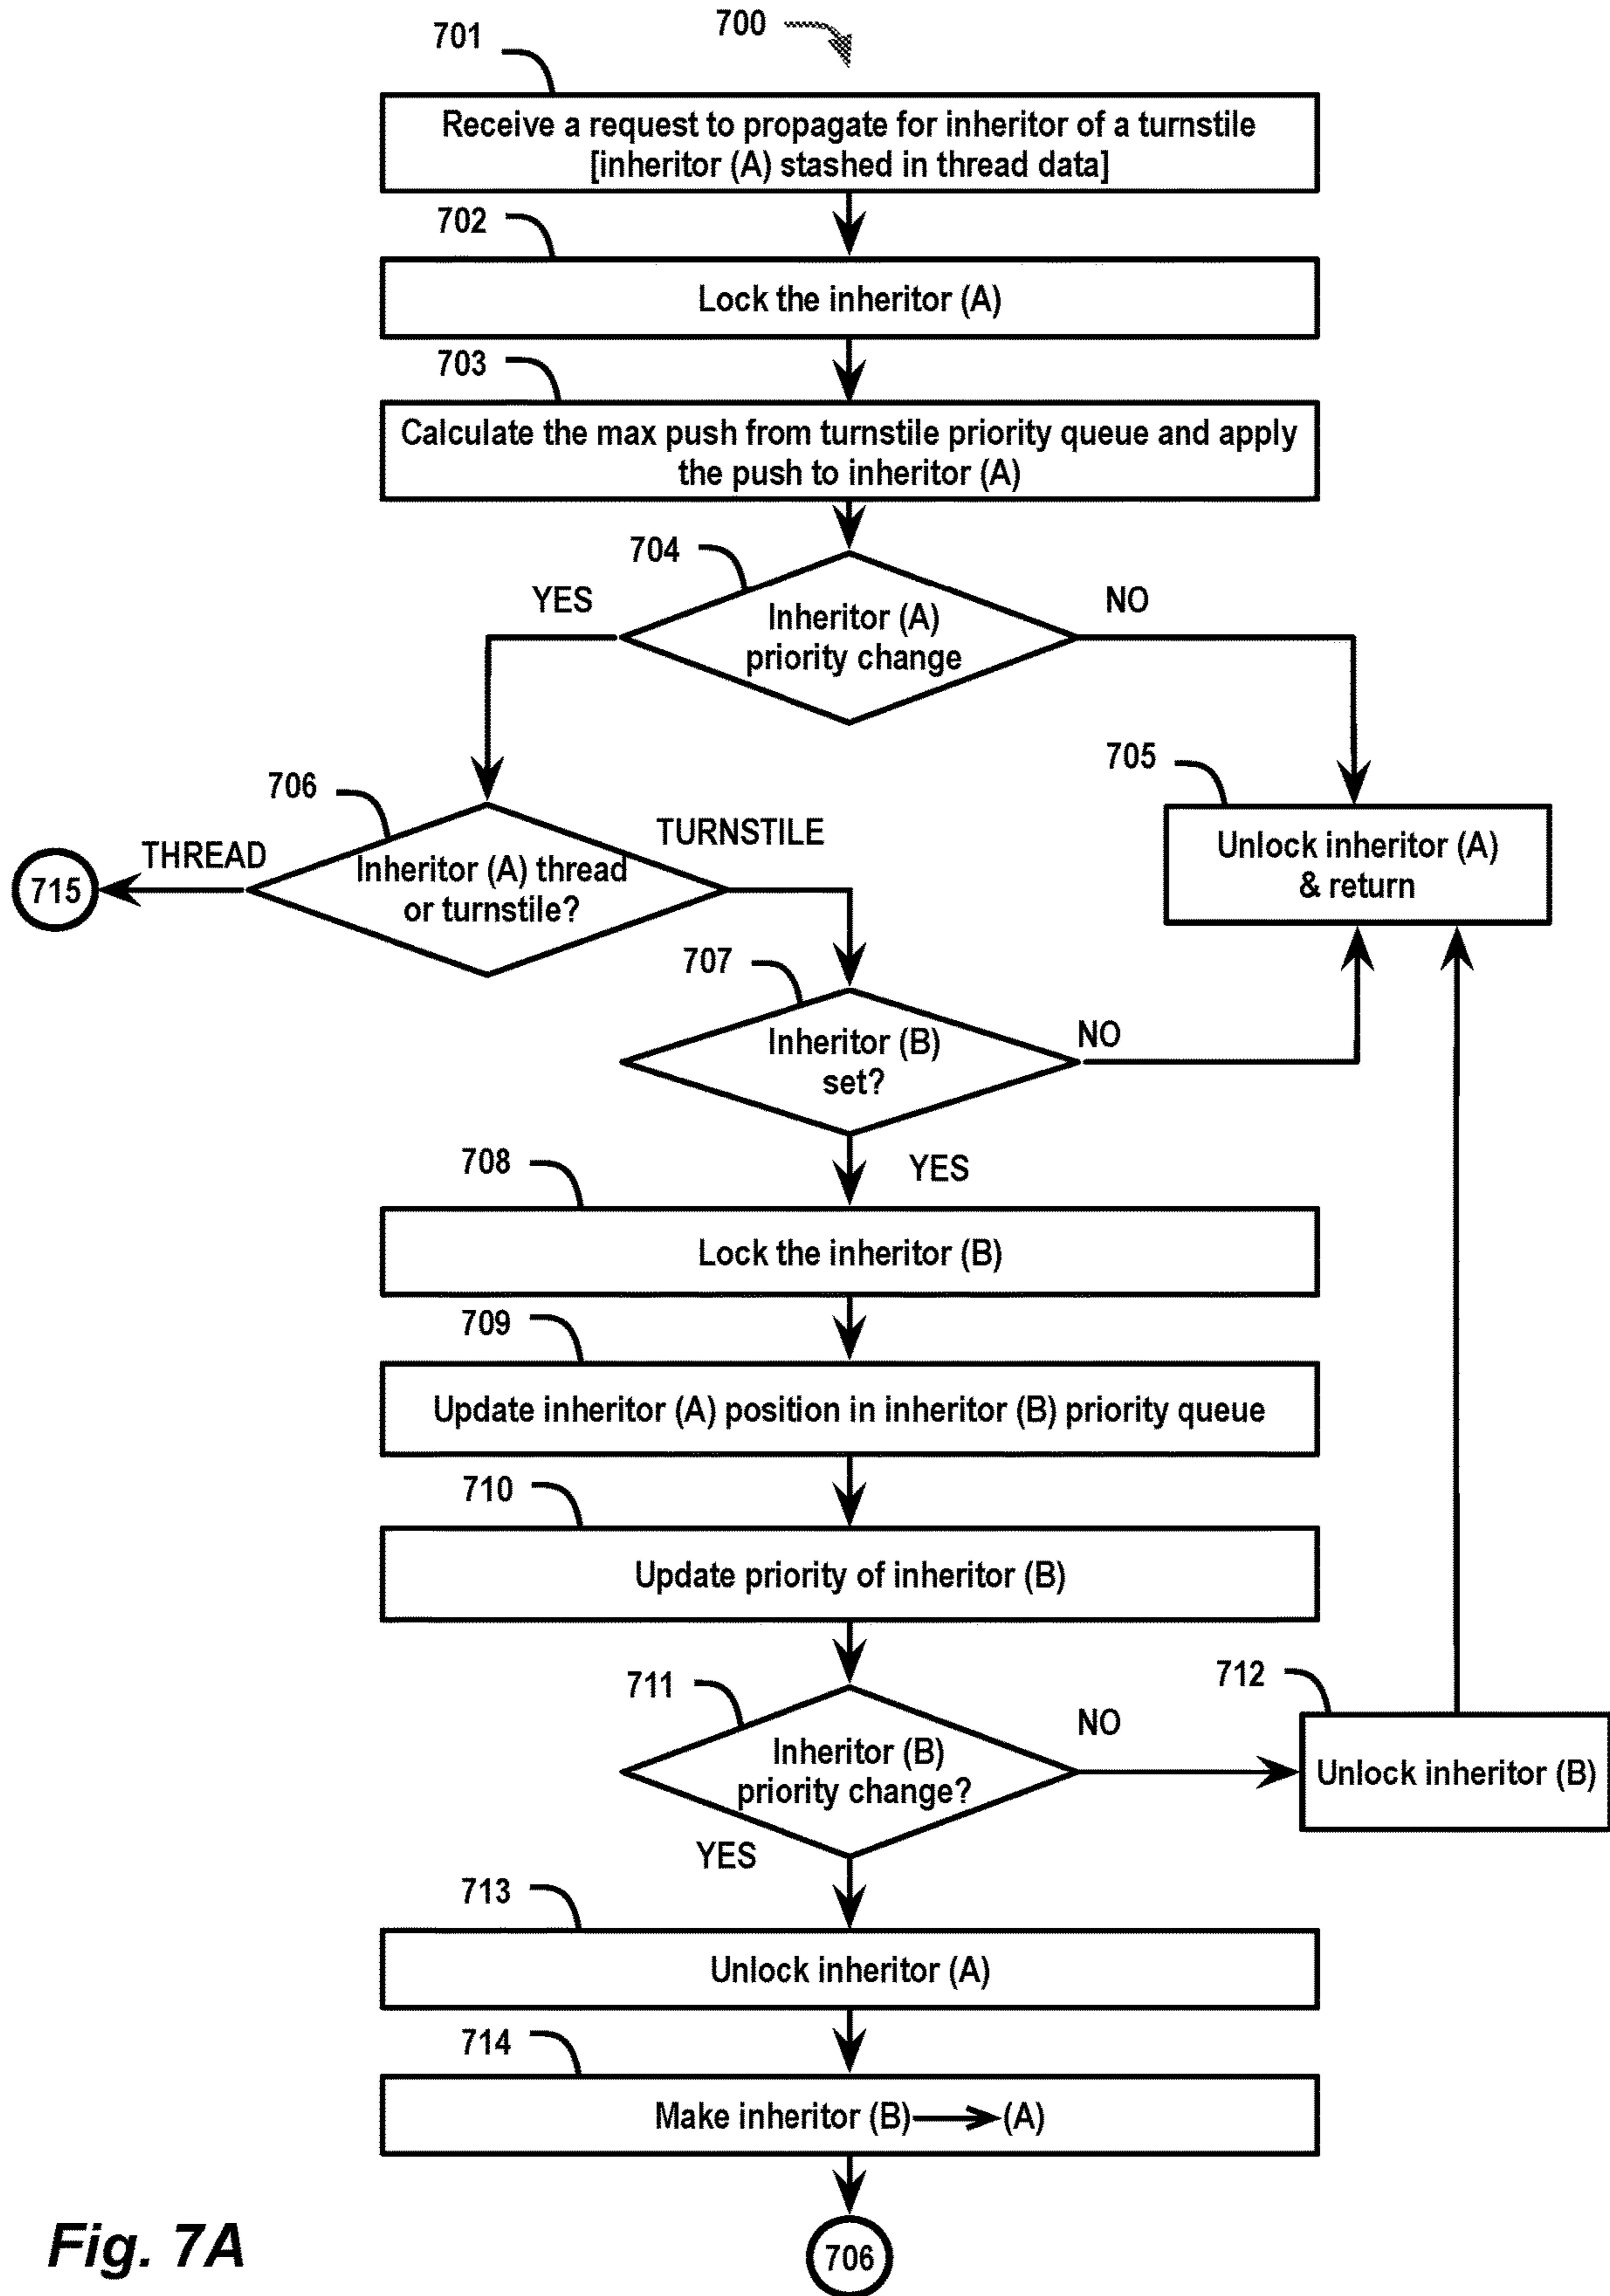 700
701
Receive a request to propagate for inheritor of a turnstile
[inheritor (A) stashed in thread data]
702
Lock the inheritor (A)
703
Calculate the max push from turnstile priority queue and apply
the push to inheritor (A)
704
YES
NO
Inheritor (A)
priority change
705
Unlock inheritor (A)
& return
706
THREAD
TURNSTILE
Inheritor (A) thread
or turnstile?
715
707
NO
Inheritor (B)
set?
YES
708
Lock the inheritor (B)
709
Update inheritor (A) position in inheritor (B) priority queue
710
Update priority of inheritor (B)
711
NO
712
Inheritor (B)
priority change?
Unlock inheritor (B)
YES
713
Unlock inheritor (A)
714
Make inheritor (B) → (A)
706
Fig. 7A